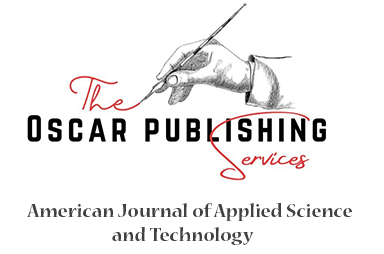 The
OSCAR PUBLISHING
Services
American Journal of Applied Science
and Technology